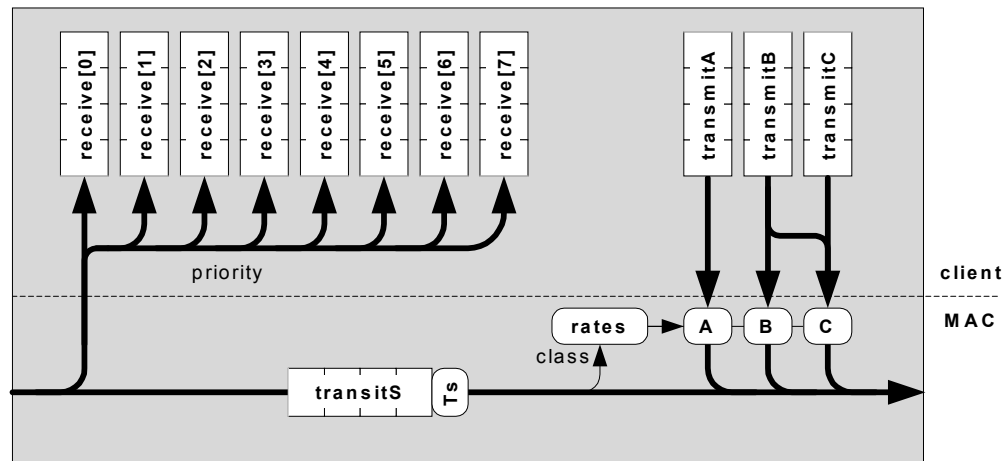 receive[0]
receive[1]
receive[2]
receive[3]
receive[4]
receive[5]
receive[6]
receive[7]
transmitA
transmitB
transmitC
priority
client
MAC
rates
A
B
C
class
transitS
Ts